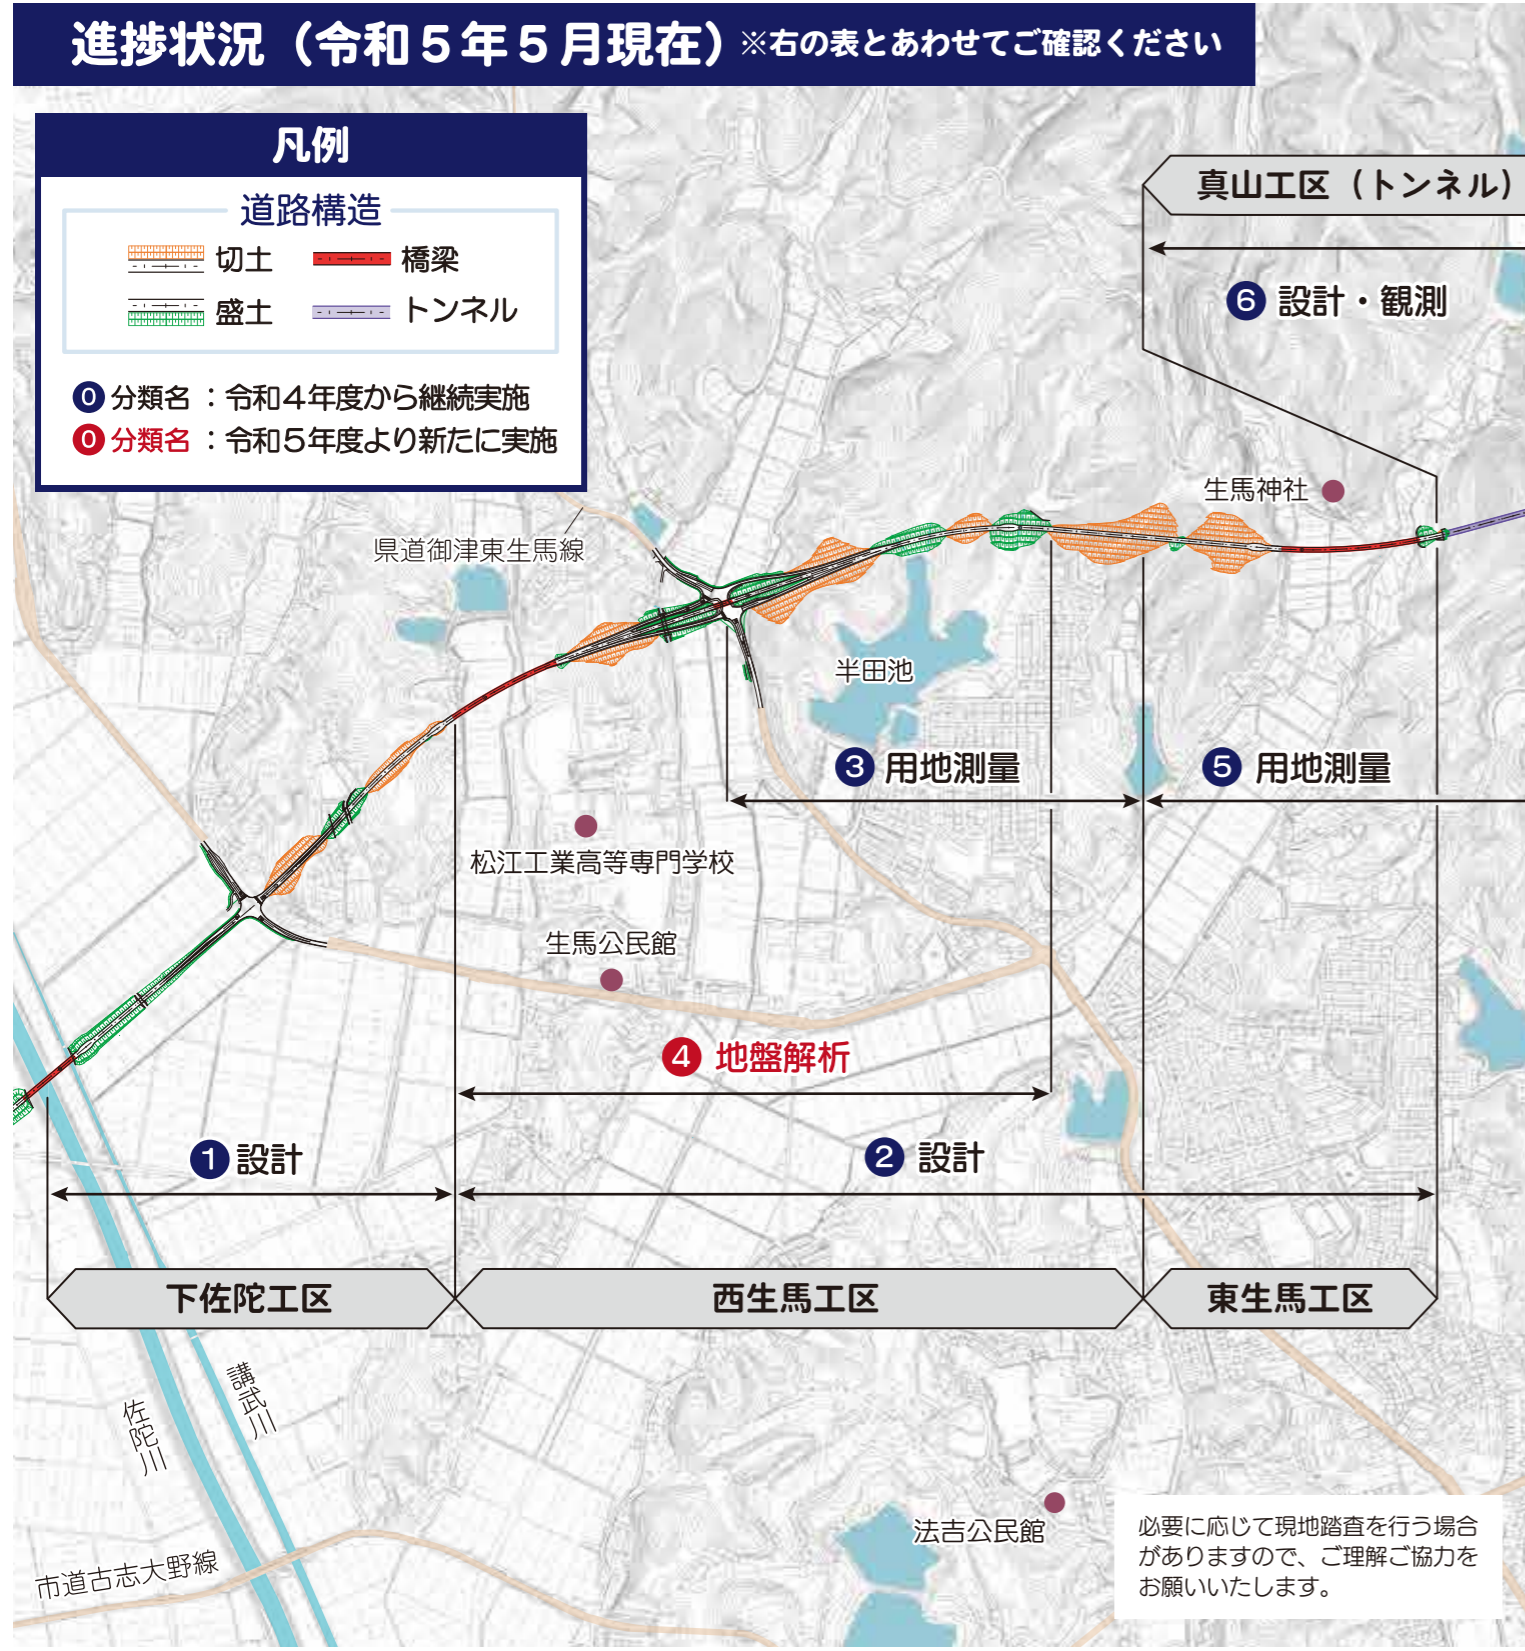 進捗状況（令和５年５月現在）※右の表とあわせてご確認ください
凡例
道路構造
切土
橋梁
盛土
トンネル
0 分類名 ：令和４年度から継続実施
0 分類名 ：令和５年度より新たに実施
真山工区（トンネル）
6 設計・観測
生馬神社
県道御津東生馬線
半田池
3 用地測量
5 用地測量
松江工業高等専門学校
生馬公民館
4 地盤解析
1 設計
2 設計
下佐陀工区
西生馬工区
東生馬工区
講武川
佐陀川
法吉公民館
市道古志大野線
必要に応じて現地踏査を行う場合
がありますので、ご理解ご協力を
お願いいたします。